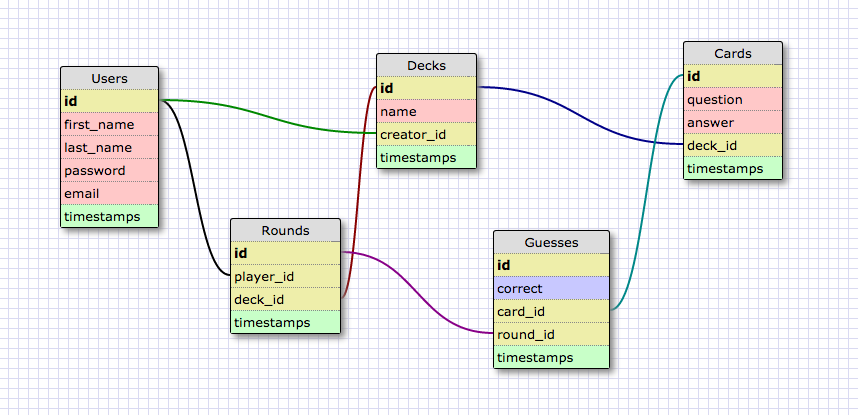 Users
id
first_name
last_name
password
email
timestamps
Decks
id
name
creator_id
timestamps
Cards
id
question
answer
deck_id
timestamps
Rounds
id
player_id
deck_id
timestamps
Guesses
id
correct
card_id
round_id
timestamps